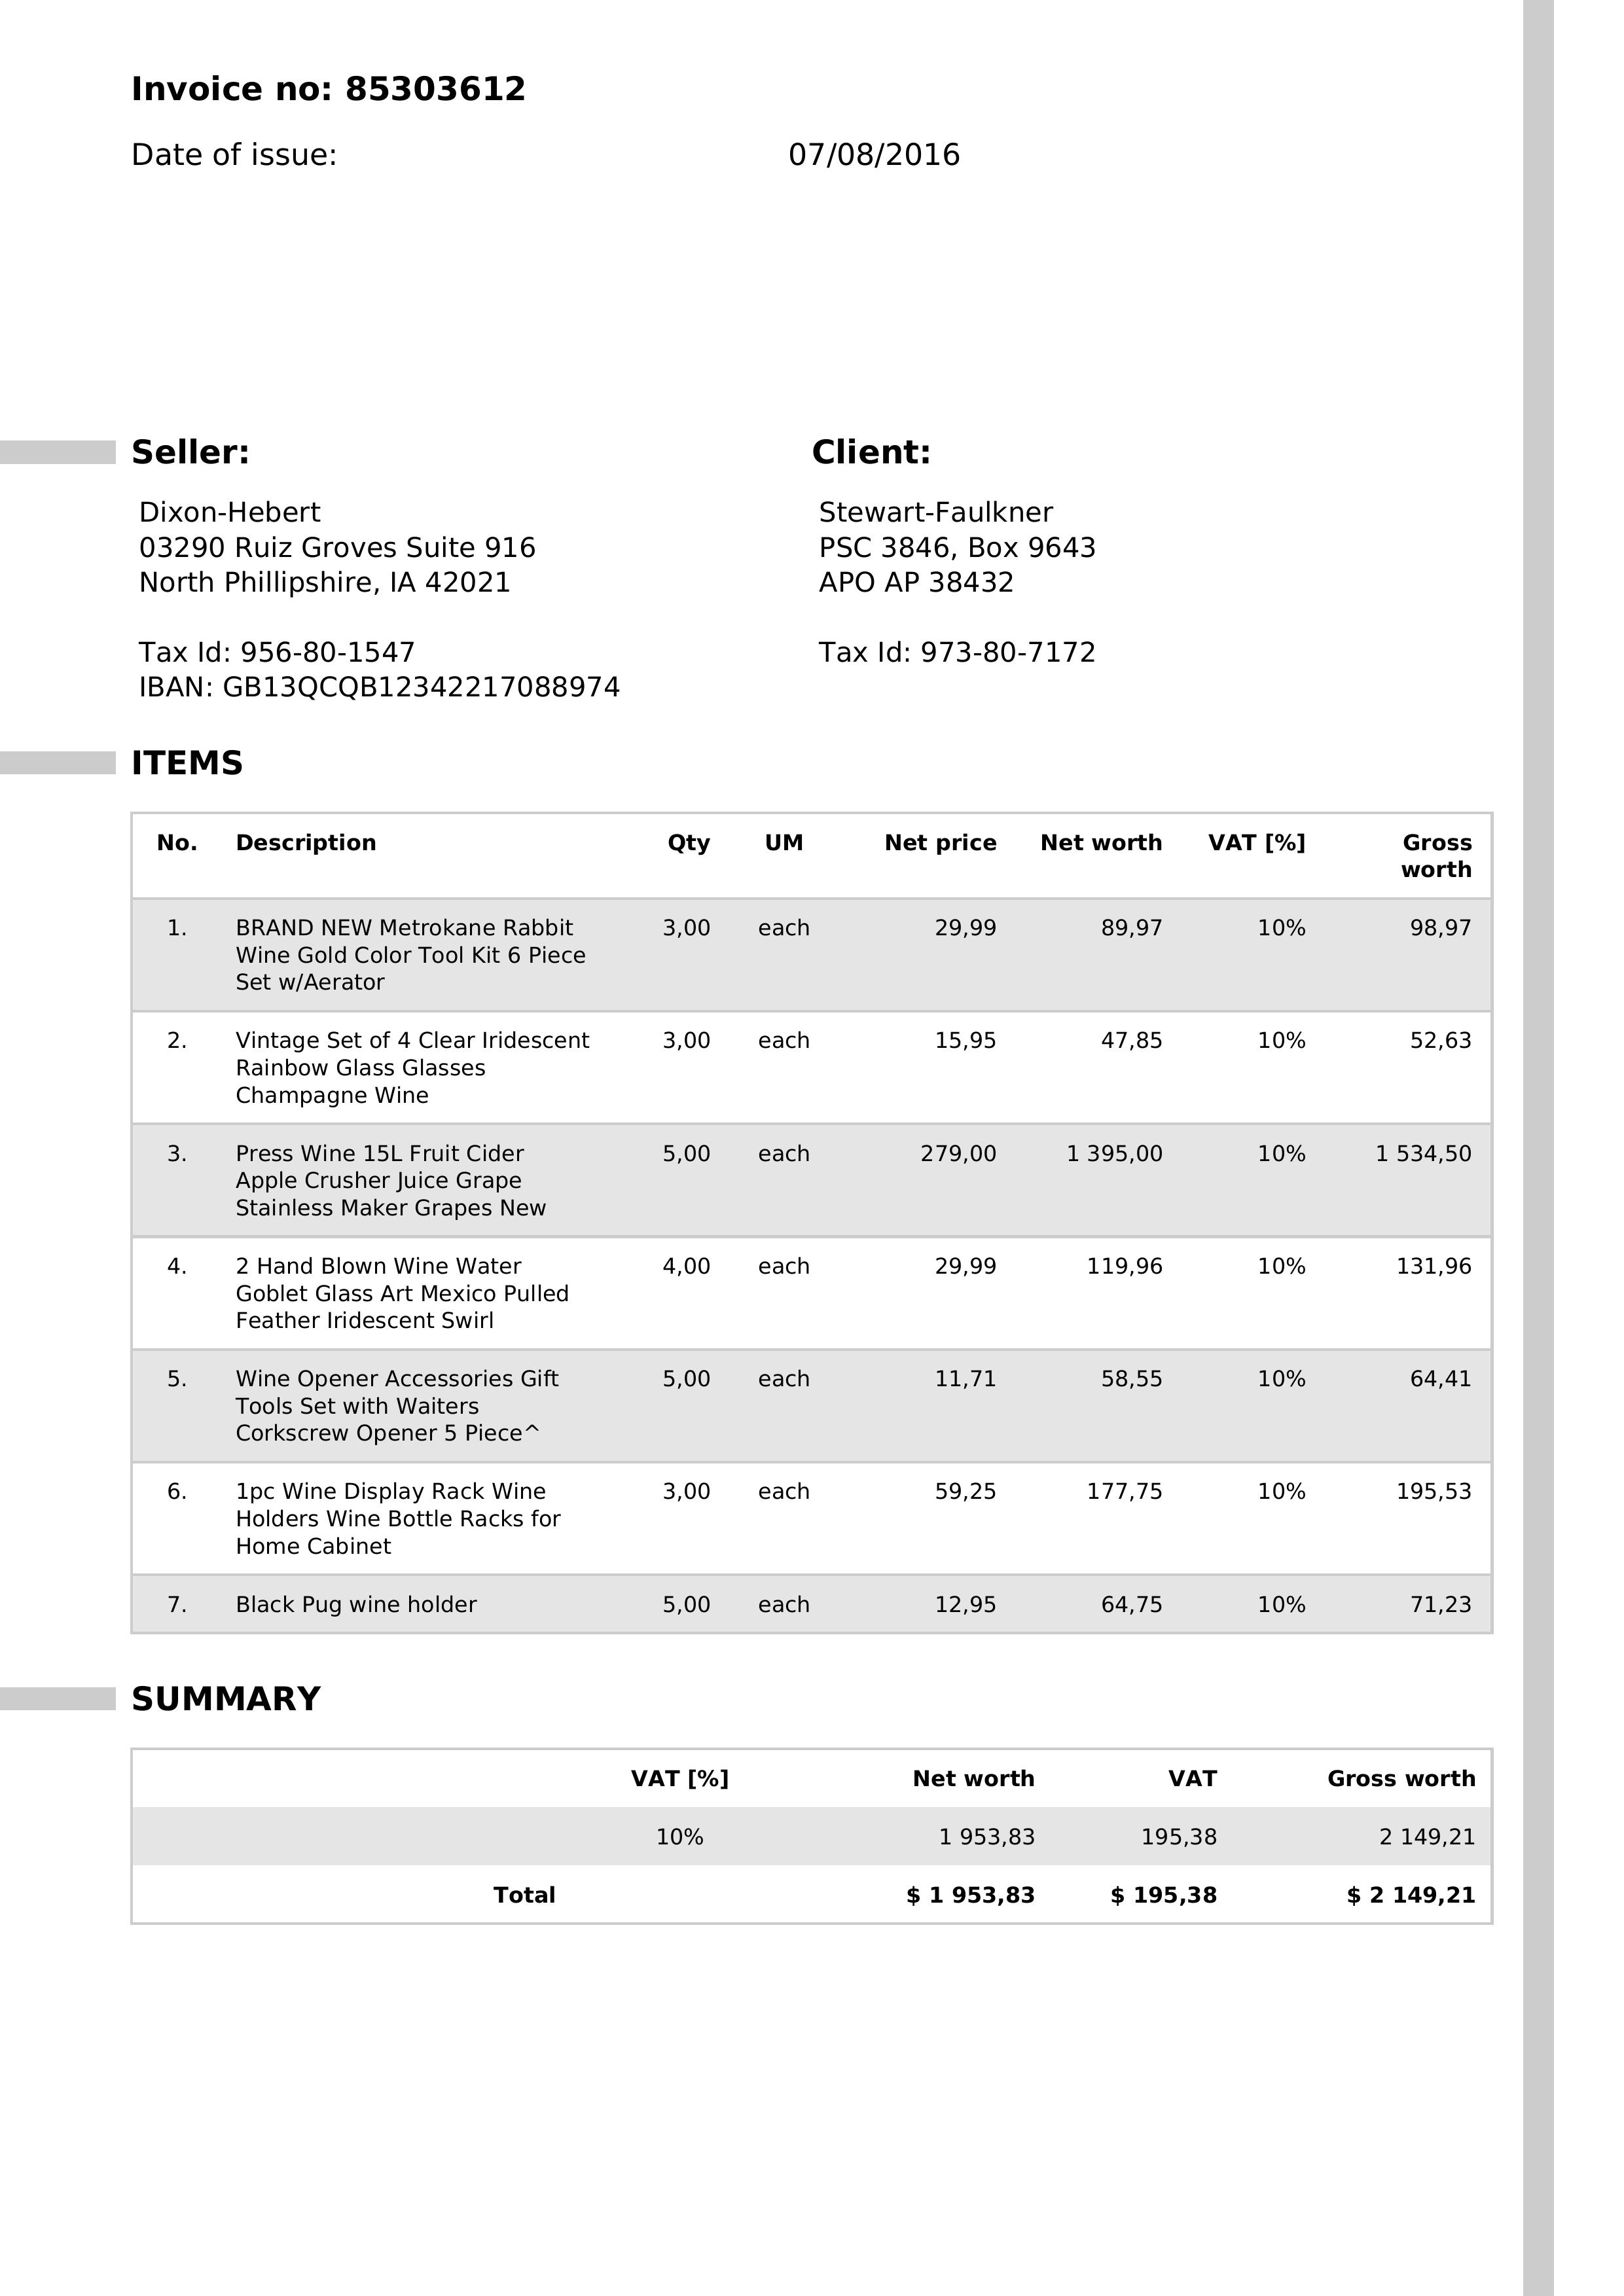 Invoice no: 85303612
Date of issue: 07/08/2016
Seller: Client:
Dixon-Hebert Stewart-Faulkner
03290 Ruiz Groves Suite 916 PSC 3846, Box 9643
North Phillipshire, IA 42021 APO AP 38432
Tax Id: 956-80-1547 Tax Id: 973-80-7172
IBAN: GB13QCQB12342217088974
ITEMS
No. Description Qty UM Net price Net worth VAT [%] Gross
worth
1. BRAND NEW Metrokane Rabbit 3,00 each 29,99 89,97 10% 98,97
Wine Gold Color Tool Kit 6 Piece
Set w/Aerator
2. Vintage Set of 4 Clear Iridescent 3,00 each 15,95 47,85 10% 52,63
Rainbow Glass Glasses
Champagne Wine
3. Press Wine 15L Fruit Cider 5,00 each 279,00 1 395,00 10% 1 534,50
Apple Crusher Juice Grape
Stainless Maker Grapes New
4. 2 Hand Blown Wine Water 4,00 each 29,99 119,96 10% 131,96
Goblet Glass Art Mexico Pulled
Feather Iridescent Swirl
5. Wine Opener Accessories Gift 5,00 each 11,71 58,55 10% 64,41
Tools Set with Waiters
Corkscrew Opener 5 Piece^
6. 1pc Wine Display Rack Wine 3,00 each 59,25 177,75 10% 195,53
Holders Wine Bottle Racks for
Home Cabinet
7. Black Pug wine holder 5,00 each 12,95 64,75 10% 71,23
SUMMARY
VAT [%] Net worth VAT Gross worth
10% 1 953,83 195,38 2 149,21
Total $ 1 953,83 $ 195,38 $ 2 149,21